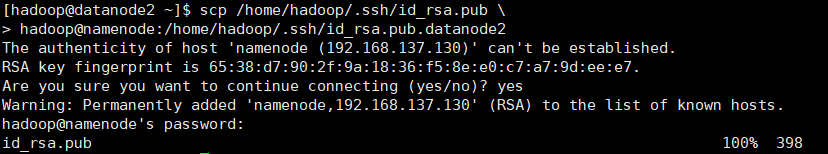 [hadoop@datanode2 ~]$ scp /home/hadoop/.ssh/id_rsa.pub \
> hadoop@namenode:/home/hadoop/.ssh/id_rsa.pub.datanode2
The authenticity of host 'namenode (192.168.137.130)' can't be established.
RSA key fingerprint is 65:38:d7:90:2f:9a:18:36:f5:8e:e0:c7:a7:9d:ee:e7.
Are you sure you want to continue connecting (yes/no)? yes
Warning: Permanently added 'namenode,192.168.137.130' (RSA) to the list of known hosts.
hadoop@namenode's password:
id_rsa.pub 100% 398